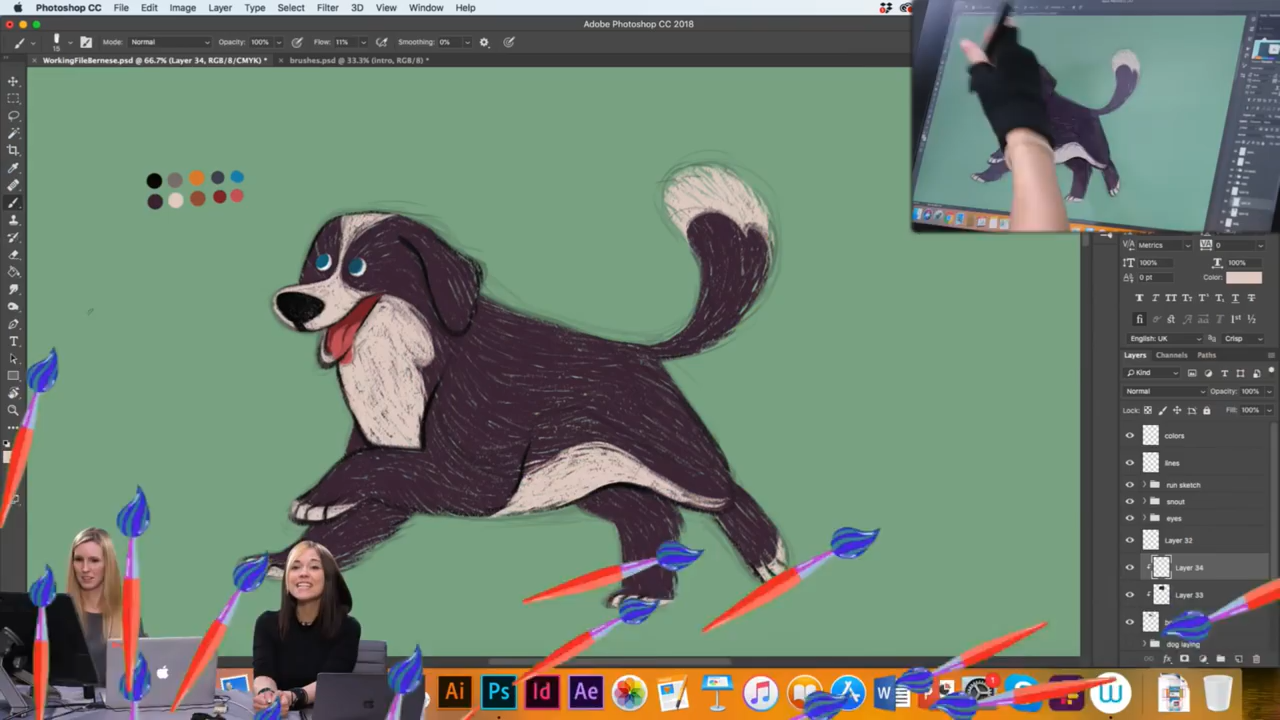 Photoshop CC File Edit Image Layer Type Select Filter 3D View Window Help
Adobe Photoshop CC 2018
15 Mode: Normal Opacity: 100% Flow: 11% Smoothing: 0%
WorkingFileBernese.psd @ 66.7% (Layer 34, RGB/8/CMYK) * brushes.psd @ 33.3% (intro, RGB/8) *
Metrics 0
100% 100%
0 pt Color:
English: UK Crisp
Layers Channels Paths
Kind
Normal Opacity: 100%
Lock: Fill: 100%
colors
lines
run sketch
snout
eyes
Layer 32
Layer 34
Layer 33
dog laying
Ai Ps Id Ae W P 1 W